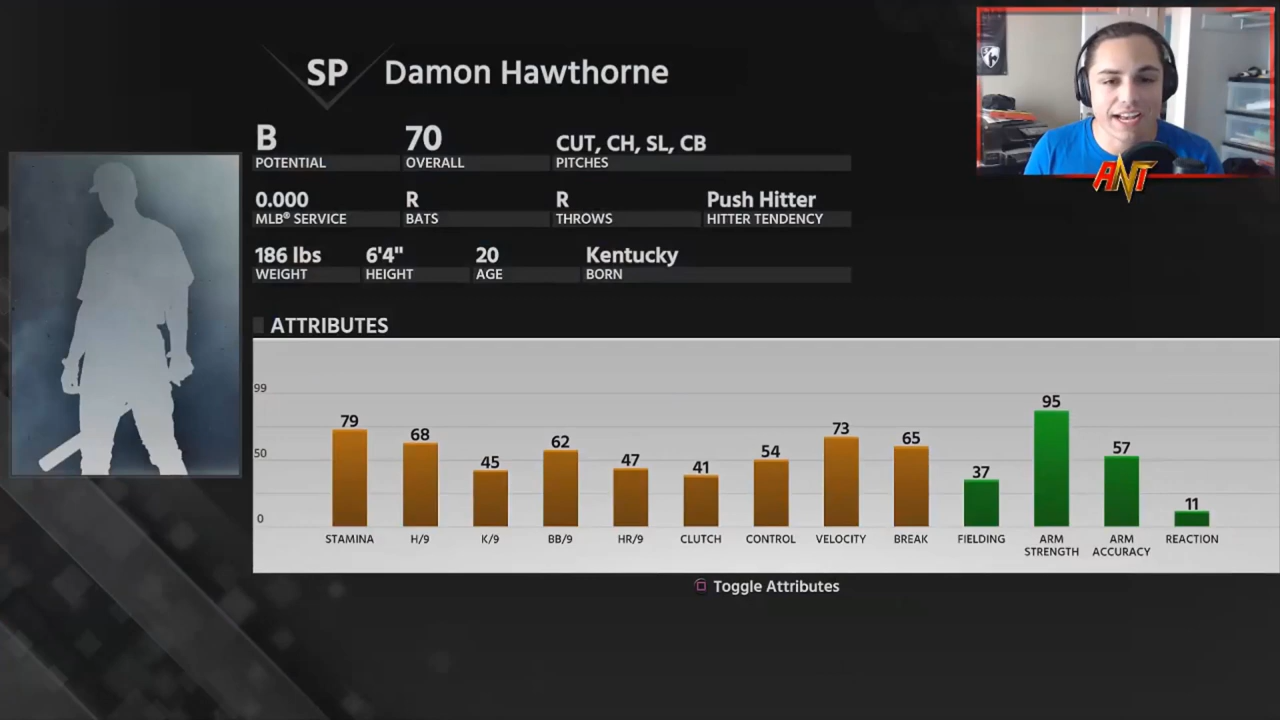 SP Damon Hawthorne
B 70 CUT, CH, SL, CB
POTENTIAL OVERALL PITCHES
0.000 R R Push Hitter
MLB® SERVICE BATS THROWS HITTER TENDENCY
186 lbs 6'4" 20 Kentucky
WEIGHT HEIGHT AGE BORN
ANT
ATTRIBUTES
99
50
0
79 68 45 62 47 41 54 73 65 37 95 57 11
STAMINA H/9 K/9 BB/9 HR/9 CLUTCH CONTROL VELOCITY BREAK FIELDING ARM STRENGTH ARM ACCURACY REACTION
Toggle Attributes